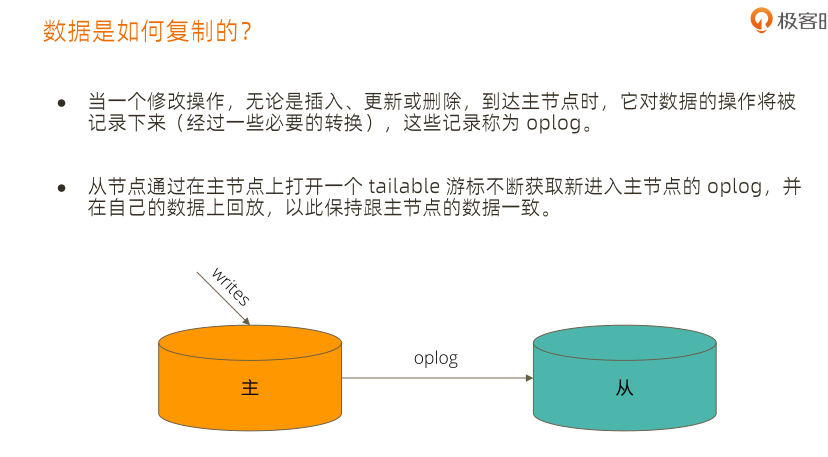 数据是如何复制的？
极客时
● 当一个修改操作，无论是插入、更新或删除，到达主节点时，它对数据的操作将被
记录下来（经过一些必要的转换），这些记录称为 oplog。
● 从节点通过在主节点上打开一个 tailable 游标不断获取新进入主节点的 oplog，并
在自己的数据上回放，以此保持跟主节点的数据一致。
writes
oplog
主
从